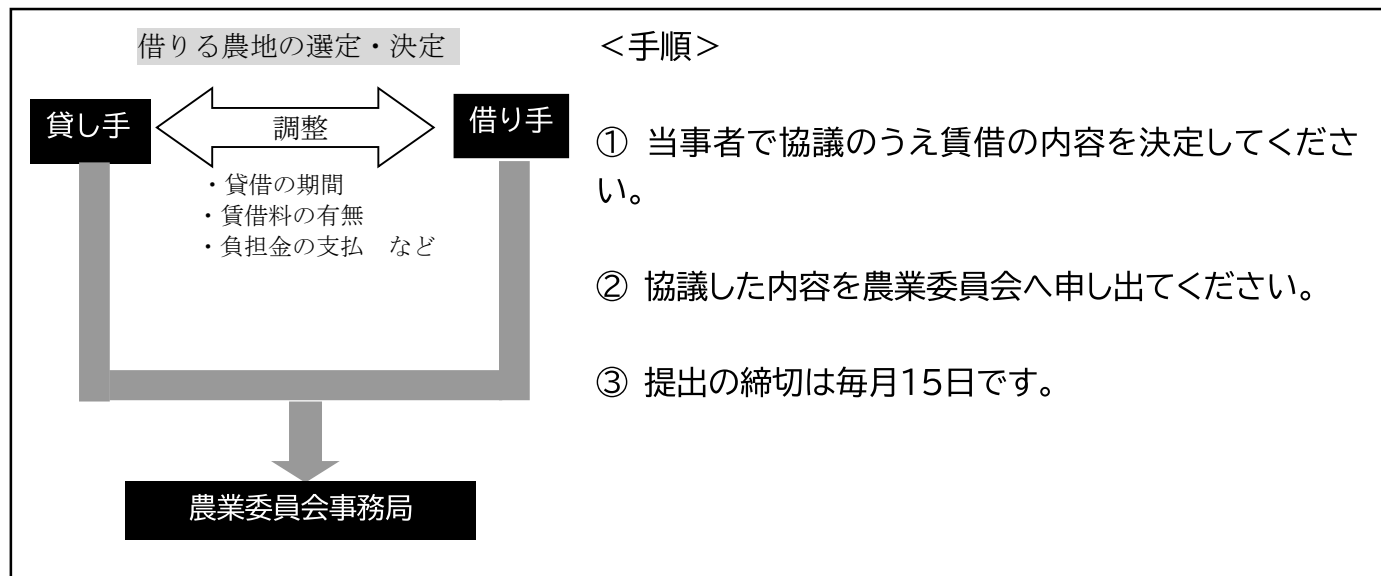 借りる農地の選定・決定
貸し手
調整
借り手
・貸借の期間
・賃借料の有無
・負担金の支払　など
農業委員会事務局
＜手順＞
① 当事者で協議のうえ賃借の内容を決定してくださ
い。
② 協議した内容を農業委員会へ申し出てください。
③ 提出の締切は毎月15日です。